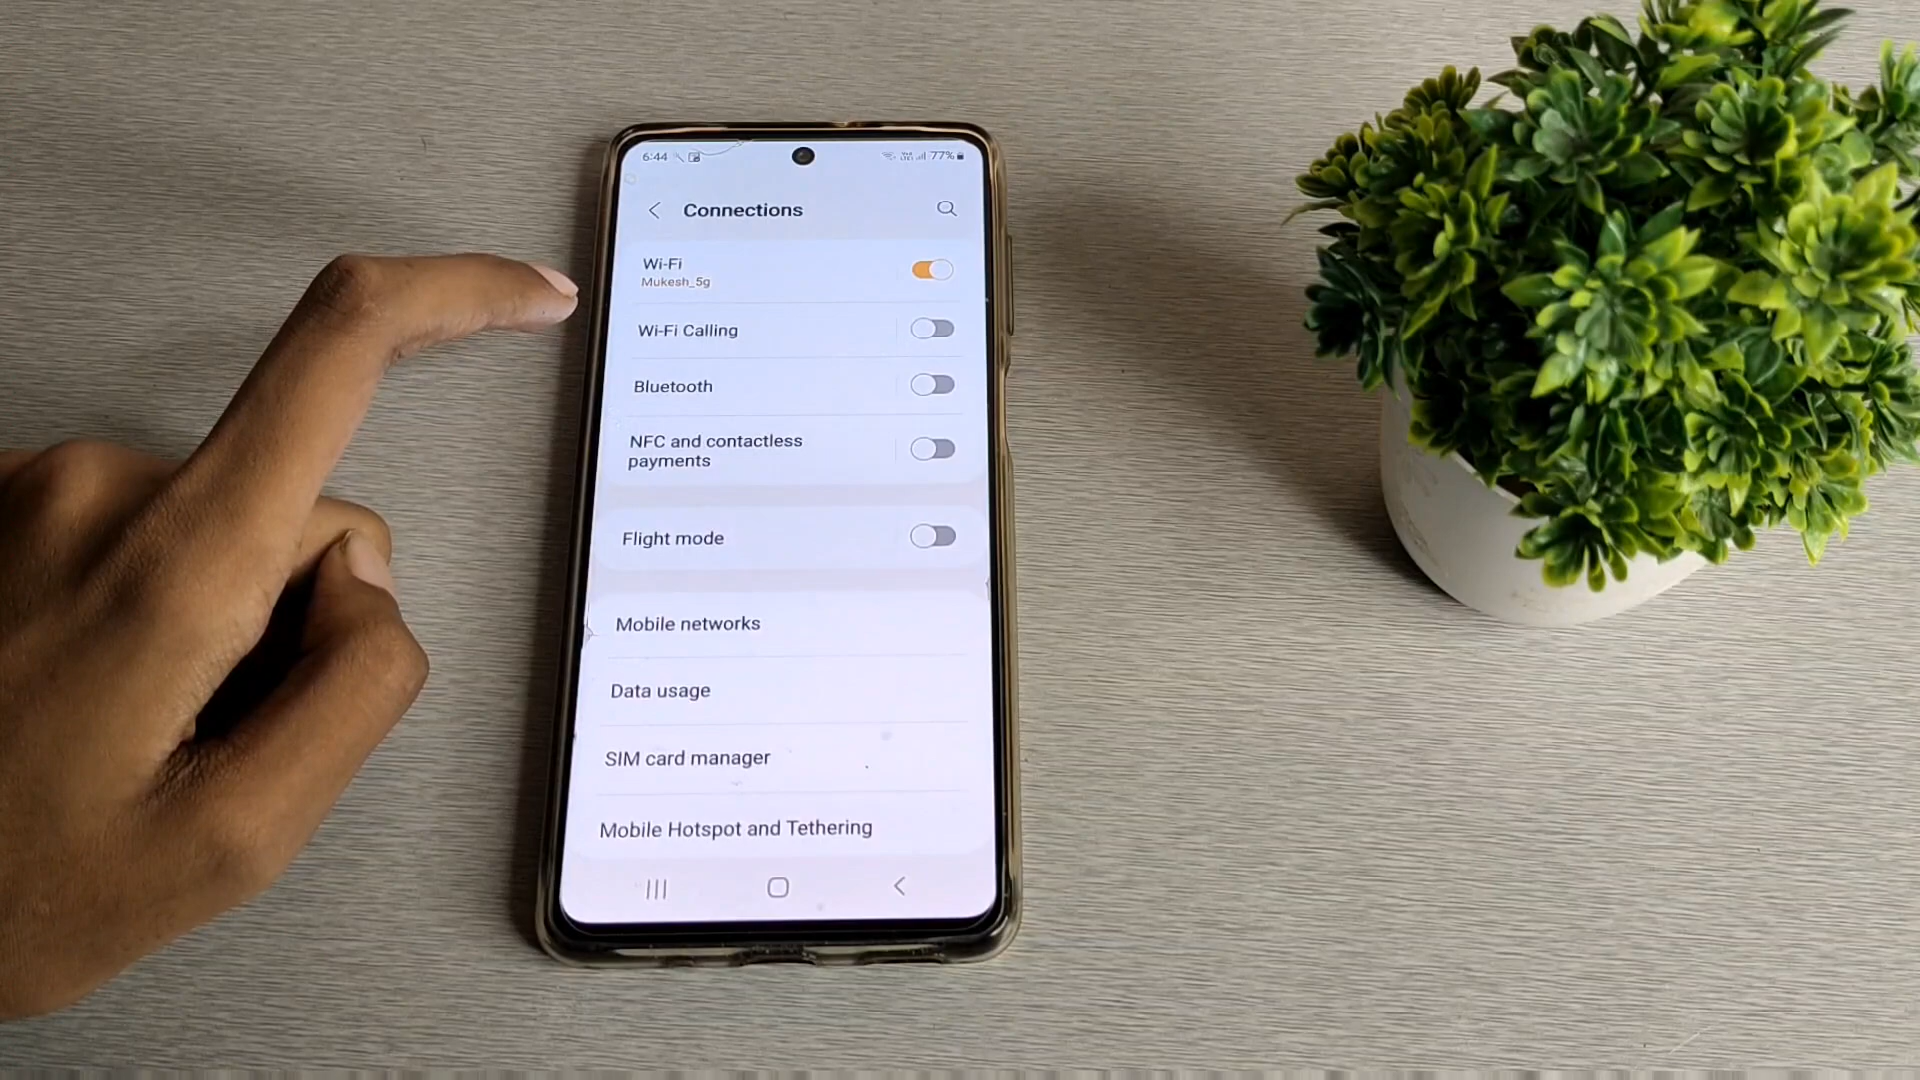 6:44
77%
Connections
Wi-Fi
Mukesh_5g
Wi-Fi Calling
Bluetooth
NFC and contactless
payments
Flight mode
Mobile networks
Data usage
SIM card manager
Mobile Hotspot and Tethering